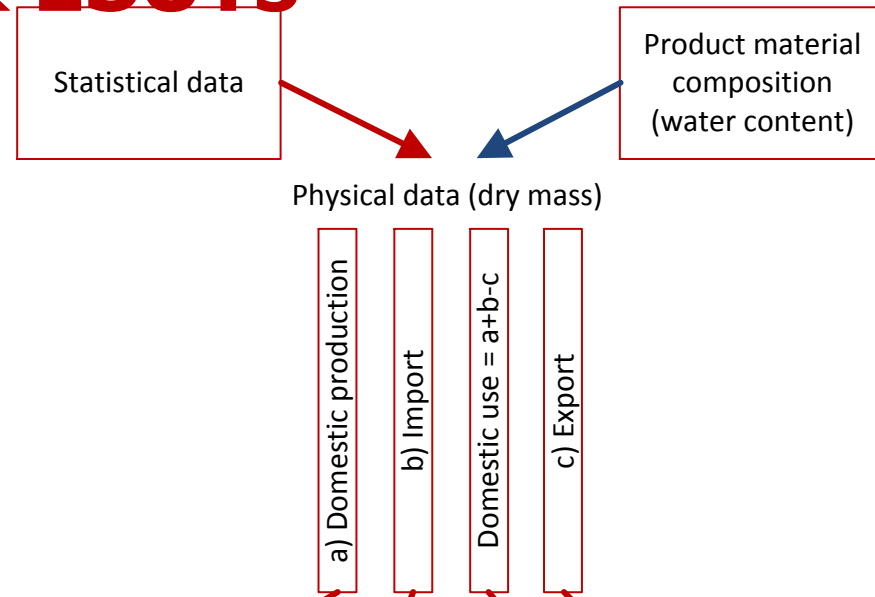 Statistical data
Product material
composition
(water content)
Physical data (dry mass)
a) Domestic production
b) Import
Domestic use = a+b-c
c) Export